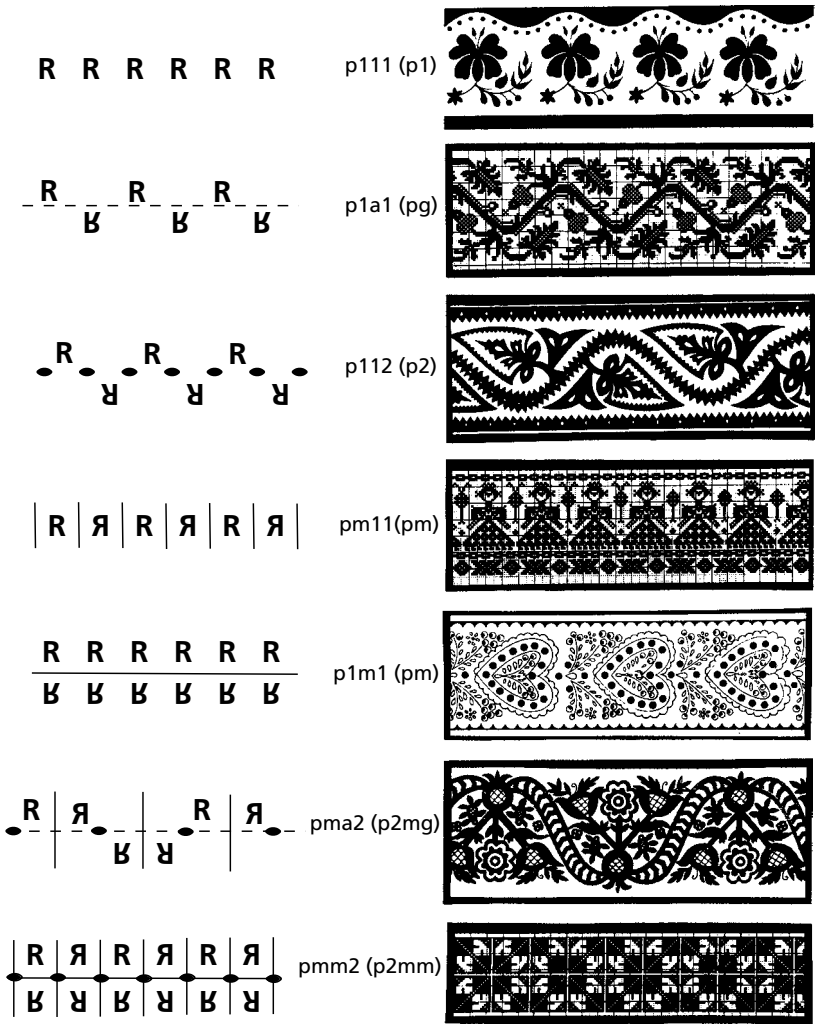 R R R R R R
p111 (p1)
R R R
ʁ ʁ ʁ
p1a1 (pg)
R R R
ᴚ ᴚ ᴚ
p112 (p2)
R Я R Я R Я
pm11(pm)
R R R R R R
ʁ ʁ ʁ ʁ ʁ ʁ
p1m1 (pm)
R Я R Я
ʁ ᴚ
pma2 (p2mg)
R Я R Я R Я
ʁ ᴚ ʁ ᴚ ʁ ᴚ
pmm2 (p2mm)